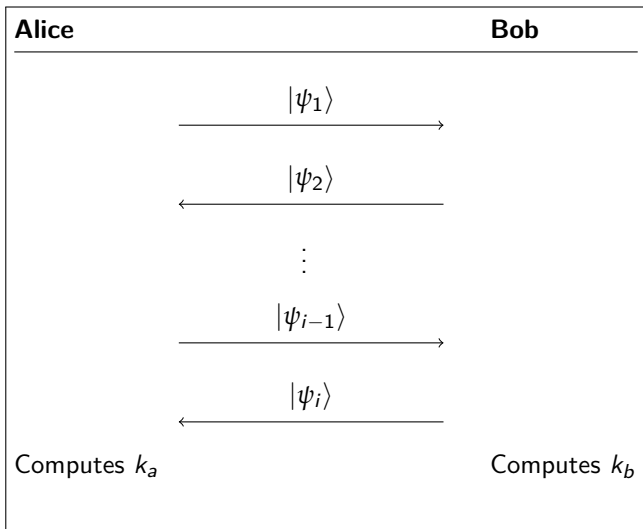 Alice Bob
|ψ₁⟩
|ψ₂⟩
⋮
|ψᵢ₋₁⟩
|ψᵢ⟩
Computes kₐ Computes k_b